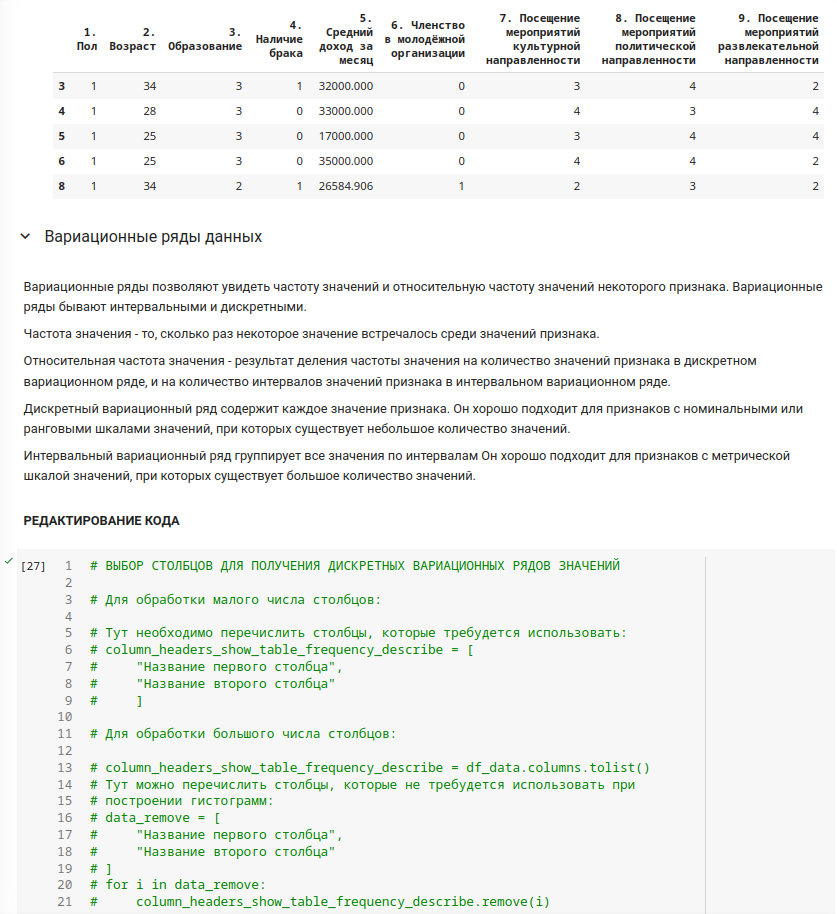 1. Пол 2. Возраст 3. Образование 4. Наличие брака 5. Средний доход за месяц 6. Членство в молодёжной организации 7. Посещение мероприятий культурной направленности 8. Посещение мероприятий политической направленности 9. Посещение мероприятий развлекательной направленности
3 1 34 3 1 32000.000 0 3 4 2
4 1 28 3 0 33000.000 0 4 3 4
5 1 25 3 0 17000.000 0 3 4 4
6 1 25 3 0 35000.000 0 4 4 2
8 1 34 2 1 26584.906 1 2 3 2
Вариационные ряды данных
Вариационные ряды позволяют увидеть частоту значений и относительную частоту значений некоторого признака. Вариационные
ряды бывают интервальными и дискретными.
Частота значения - то, сколько раз некоторое значение встречалось среди значений признака.
Относительная частота значения - результат деления частоты значения на количество значений признака в дискретном
вариационном ряде, и на количество интервалов значений признака в интервальном вариационном ряде.
Дискретный вариационный ряд содержит каждое значение признака. Он хорошо подходит для признаков с номинальными или
ранговыми шкалами значений, при которых существует небольшое количество значений.
Интервальный вариационный ряд группирует все значения по интервалам Он хорошо подходит для признаков с метрической
шкалой значений, при которых существует большое количество значений.
РЕДАКТИРОВАНИЕ КОДА
[27] 1 # ВЫБОР СТОЛБЦОВ ДЛЯ ПОЛУЧЕНИЯ ДИСКРЕТНЫХ ВАРИАЦИОННЫХ РЯДОВ ЗНАЧЕНИЙ
2
3 # Для обработки малого числа столбцов:
4
5 # Тут необходимо перечислить столбцы, которые требуется использовать:
6 # column_headers_show_table_frequency_describe = [
7 #     "Название первого столбца",
8 #     "Название второго столбца"
9 #     ]
10
11 # Для обработки большого числа столбцов:
12
13 # column_headers_show_table_frequency_describe = df_data.columns.tolist()
14 # Тут можно перечислить столбцы, которые не требуется использовать при
15 # построении гистограмм:
16 # data_remove = [
17 #     "Название первого столбца",
18 #     "Название второго столбца"
19 # ]
20 # for i in data_remove:
21 #     column_headers_show_table_frequency_describe.remove(i)